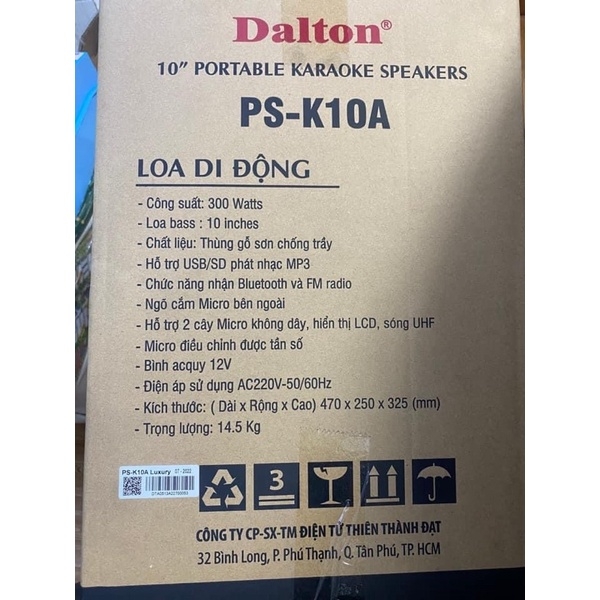 Dalton®
10" PORTABLE KARAOKE SPEAKERS
PS-K10A
LOA DI ĐỘNG
- Công suất: 300 Watts
- Loa bass : 10 inches
- Chất liệu: Thùng gỗ sơn chống trầy
- Hỗ trợ USB/SD phát nhạc MP3
- Chức năng nhận Bluetooth và FM radio
- Ngõ cắm Micro bên ngoài
- Hỗ trợ 2 cây Micro không dây, hiển thị LCD, sóng UHF
- Micro điều chỉnh được tần số
- Bình acquy 12V
- Điện áp sử dụng AC220V-50/60Hz
- Kích thước: ( Dài x Rộng x Cao) 470 x 250 x 325 (mm)
- Trọng lượng: 14.5 Kg
PS-K10A Luxury 07 - 2022
3
CÔNG TY CP-SX-TM ĐIỆN TỬ THIÊN THÀNH ĐẠT
32 Bình Long, P. Phú Thạnh, Q. Tân Phú, TP. HCM